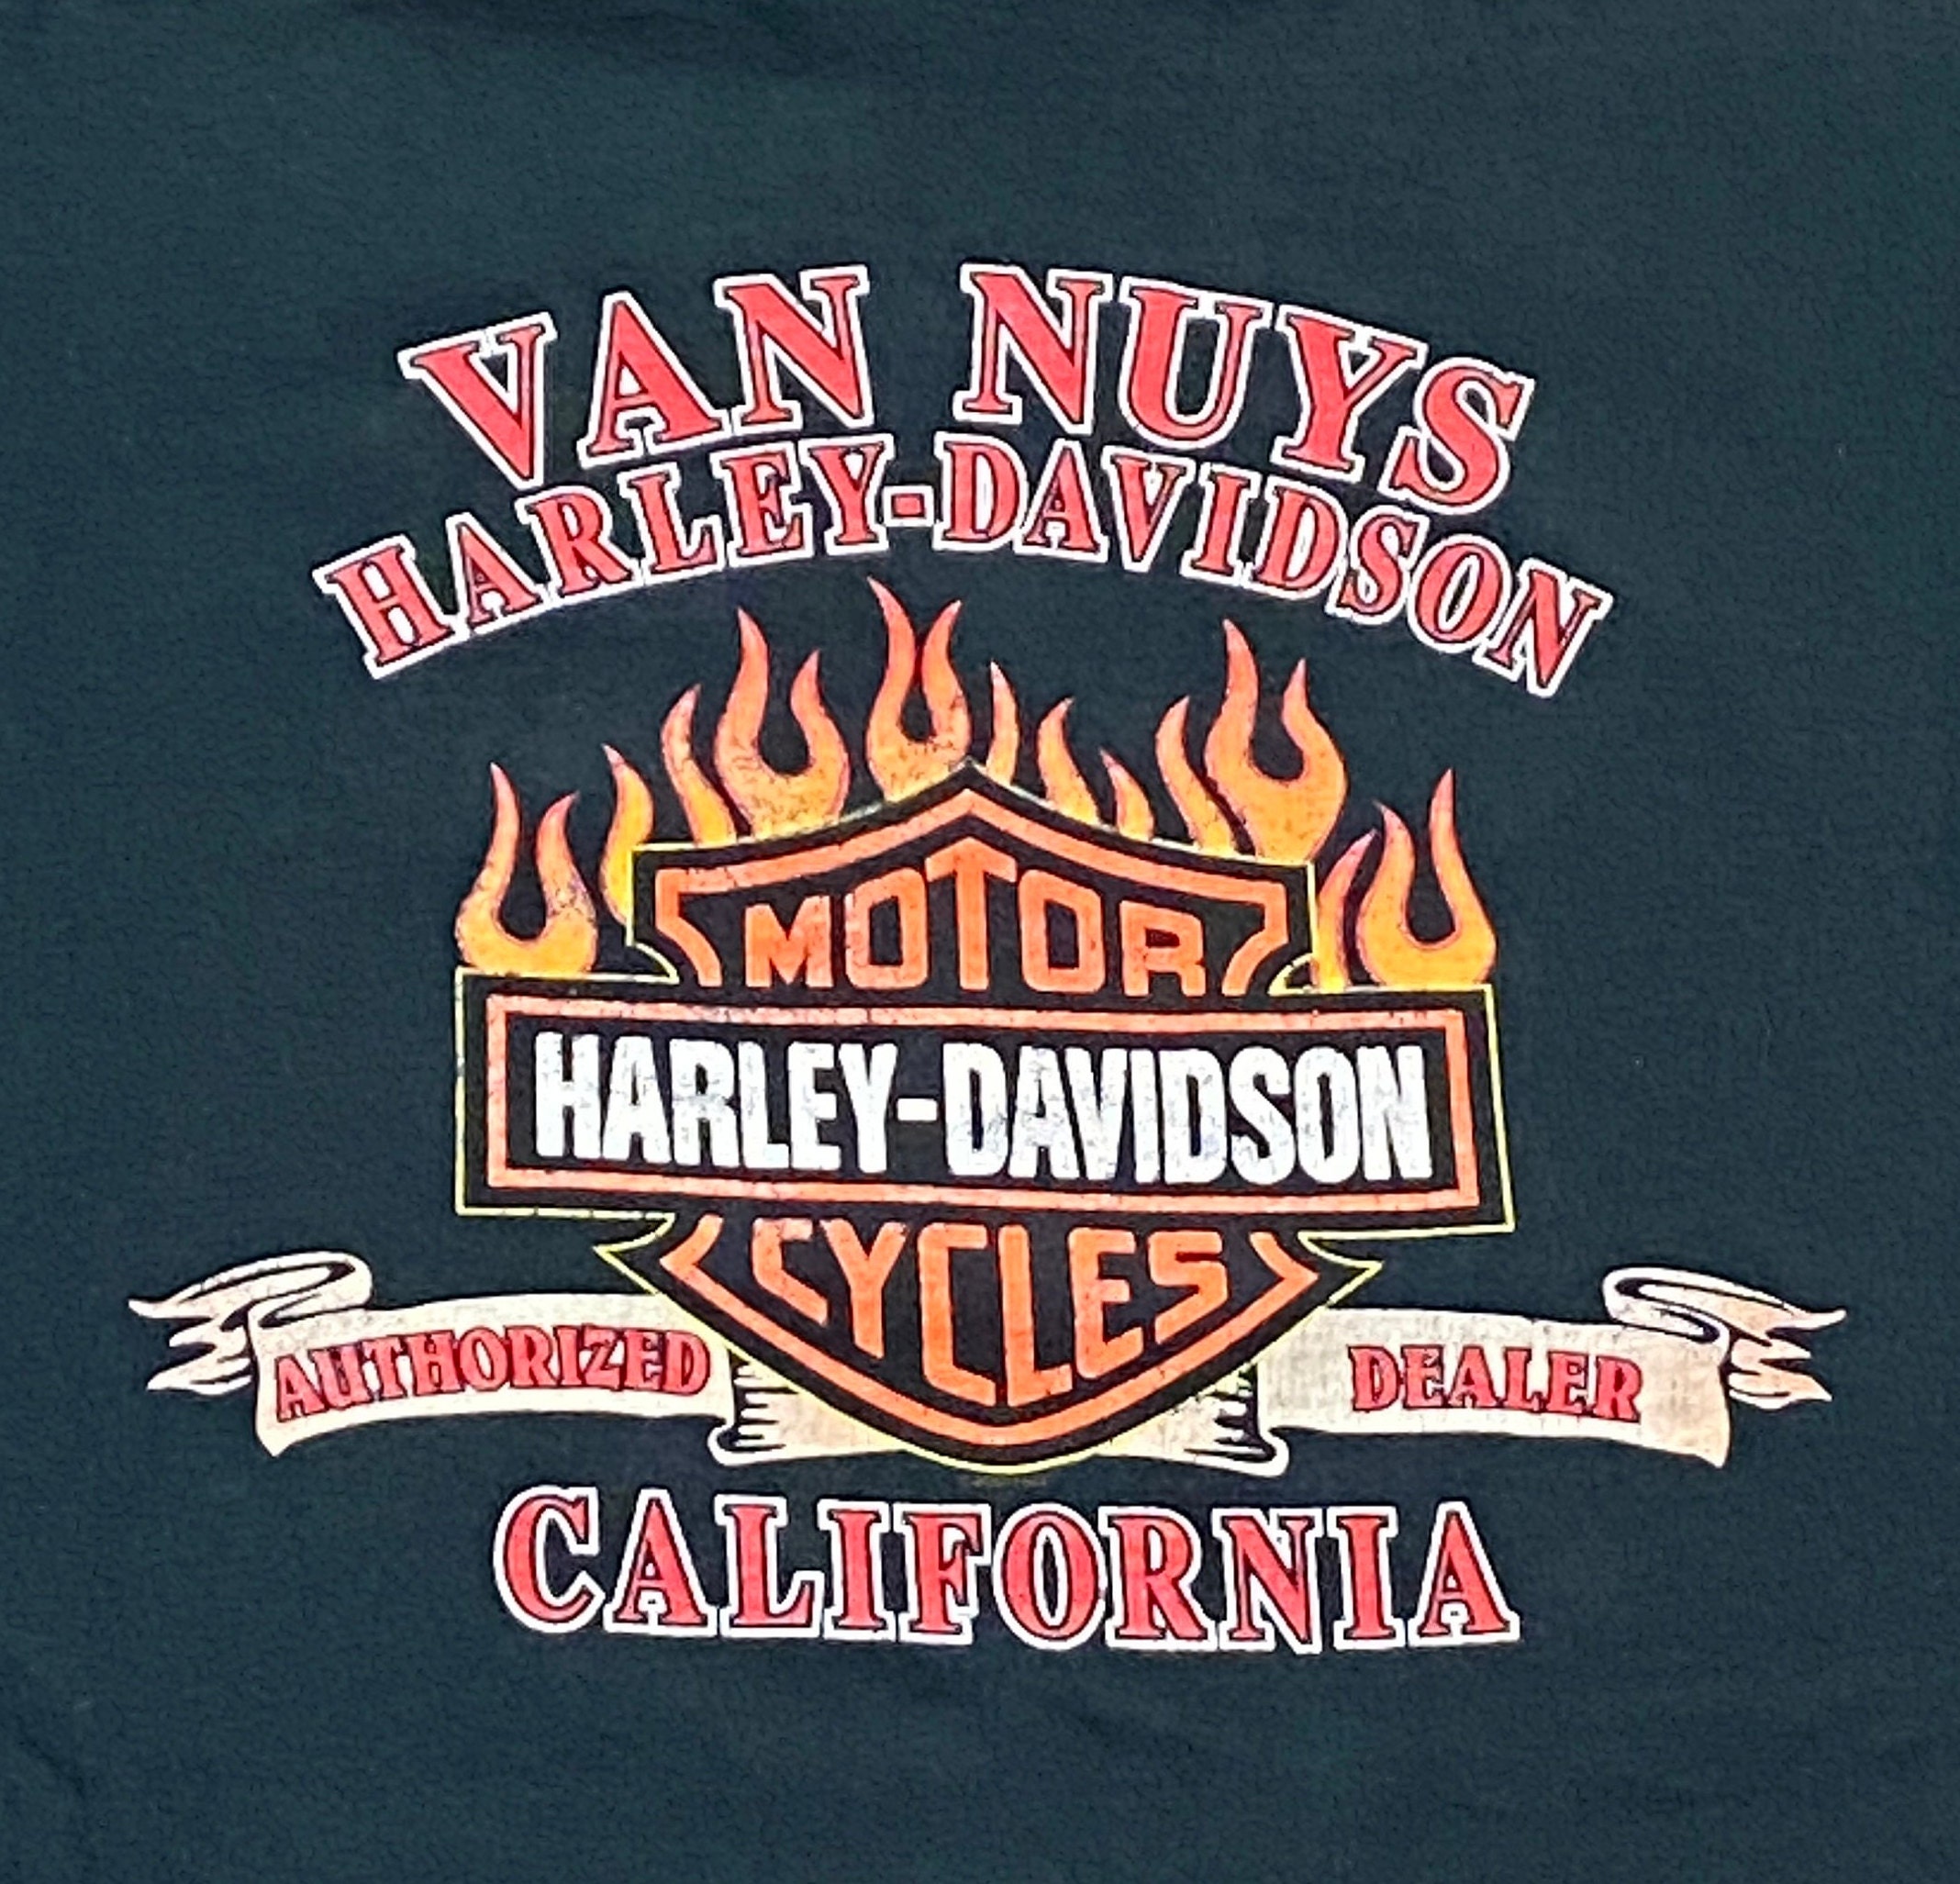 VAN NUYS
HARLEY-DAVIDSON
MOTOR
HARLEY-DAVIDSON
CYCLES
AUTHORIZED DEALER
CALIFORNIA